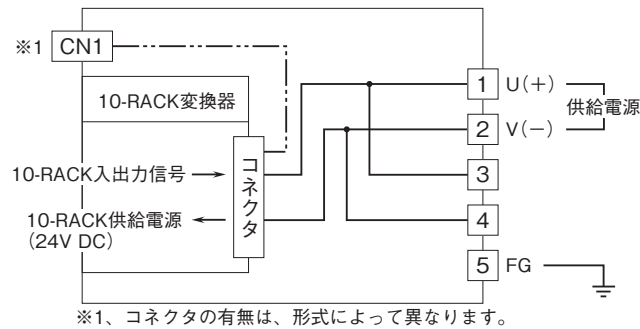 ※1 CN1
10-RACK変換器
コネクタ
10-RACK入出力信号
10-RACK供給電源
(24V DC)
1 U(+)
供給電源
2 V(−)
3
4
5 FG
※1、コネクタの有無は、形式によって異なります。